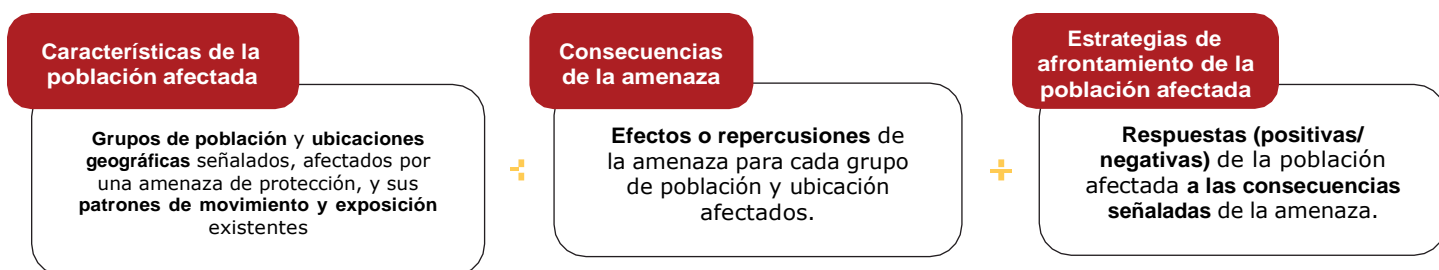 Características de la
población afectada
Grupos de población y ubicaciones
geográficas señalados, afectados por
una amenaza de protección, y sus
patrones de movimiento y exposición
existentes
Consecuencias
de la amenaza
Efectos o repercusiones de
la amenaza para cada grupo
de población y ubicación
afectados.
Estrategias de
afrontamiento de la
población afectada
Respuestas (positivas/
negativas) de la población
afectada a las consecuencias
señaladas de la amenaza.